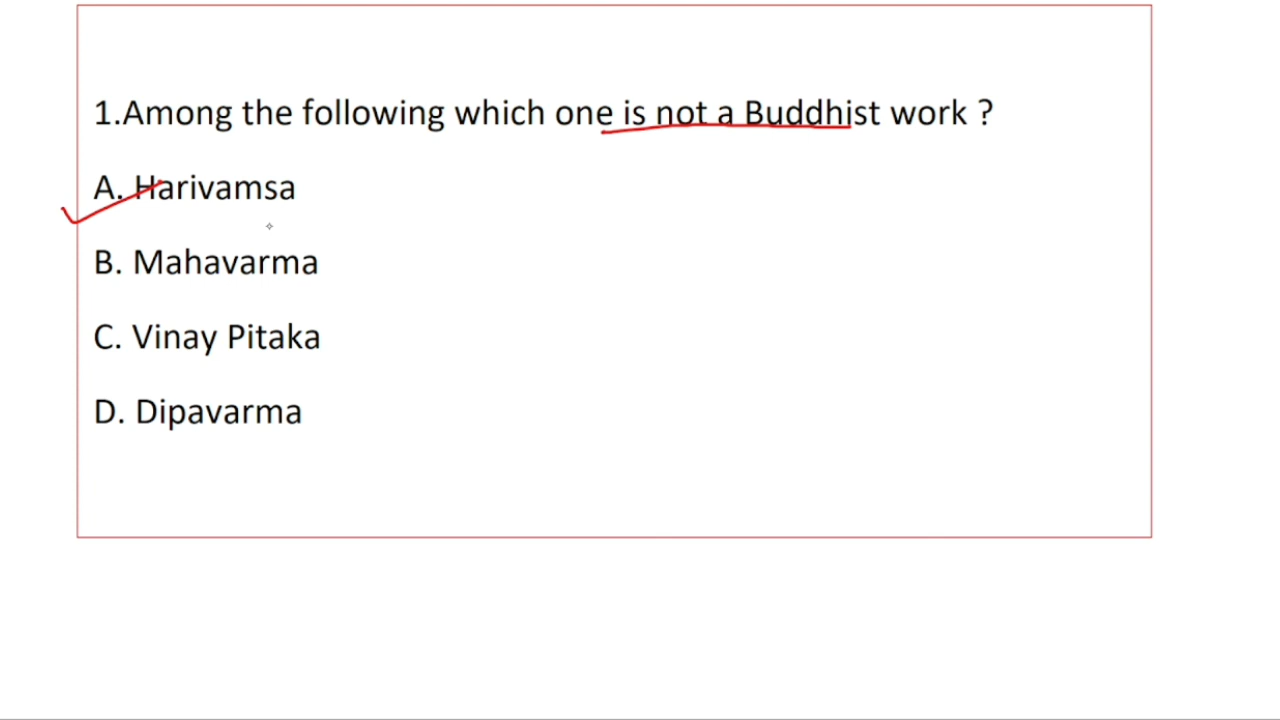 1.Among the following which one is not a Buddhist work ?
A. Harivamsa
B. Mahavarma
C. Vinay Pitaka
D. Dipavarma